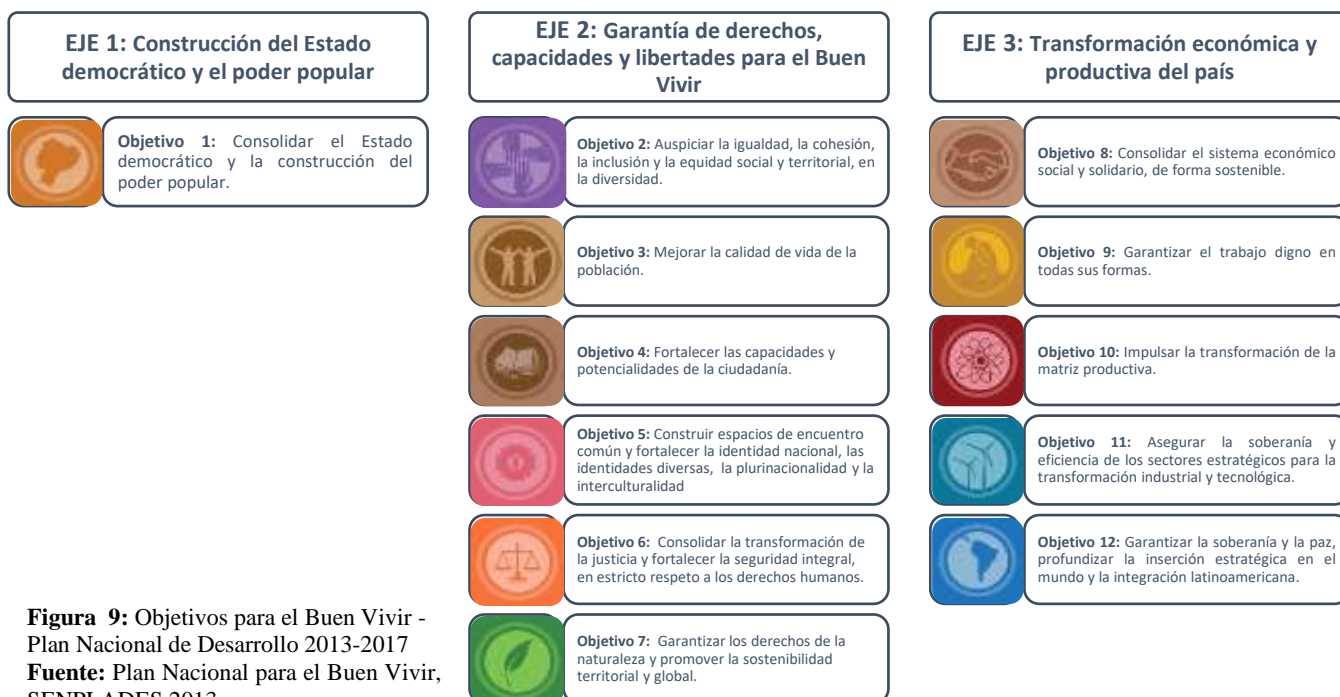 EJE 1: Construcción del Estado
democrático y el poder popular
Objetivo 1: Consolidar el Estado
democrático y la construcción del
poder popular.
EJE 2: Garantía de derechos,
capacidades y libertades para el Buen
Vivir
Objetivo 2: Auspiciar la igualdad, la cohesión,
la inclusión y la equidad social y territorial, en
la diversidad.
Objetivo 3: Mejorar la calidad de vida de la
población.
Objetivo 4: Fortalecer las capacidades y
potencialidades de la ciudadanía.
Objetivo 5: Construir espacios de encuentro
común y fortalecer la identidad nacional, las
identidades diversas, la plurinacionalidad y la
interculturalidad
Objetivo 6: Consolidar la transformación de
la justicia y fortalecer la seguridad integral,
en estricto respeto a los derechos humanos.
Objetivo 7: Garantizar los derechos de la
naturaleza y promover la sostenibilidad
territorial y global.
EJE 3: Transformación económica y
productiva del país
Objetivo 8: Consolidar el sistema económico
social y solidario, de forma sostenible.
Objetivo 9: Garantizar el trabajo digno en
todas sus formas.
Objetivo 10: Impulsar la transformación de la
matriz productiva.
Objetivo 11: Asegurar la soberanía y
eficiencia de los sectores estratégicos para la
transformación industrial y tecnológica.
Objetivo 12: Garantizar la soberanía y la paz,
profundizar la inserción estratégica en el
mundo y la integración latinoamericana.
Figura 9: Objetivos para el Buen Vivir -
Plan Nacional de Desarrollo 2013-2017
Fuente: Plan Nacional para el Buen Vivir,
SENPLADES 2013